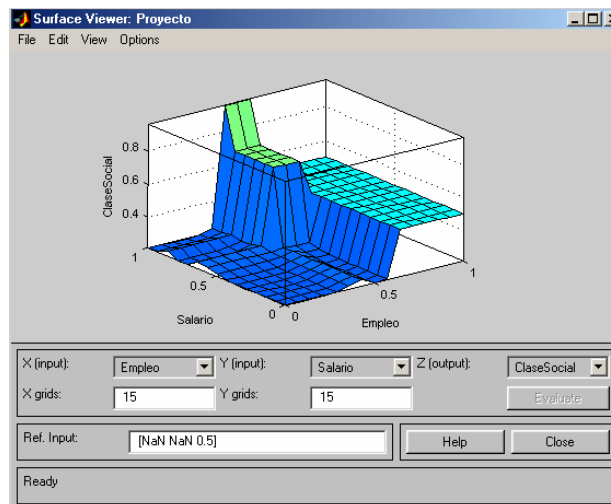 Surface Viewer: Proyecto
File Edit View Options
ClaseSocial
0.8
0.6
0.4
1
0.5
0
Salario
0
0.5
1
Empleo
X (input): Empleo Y (input): Salario Z (output): ClaseSocial
X grids: 15 Y grids: 15 Evaluate
Ref. Input: [NaN NaN 0.5] Help Close
Ready